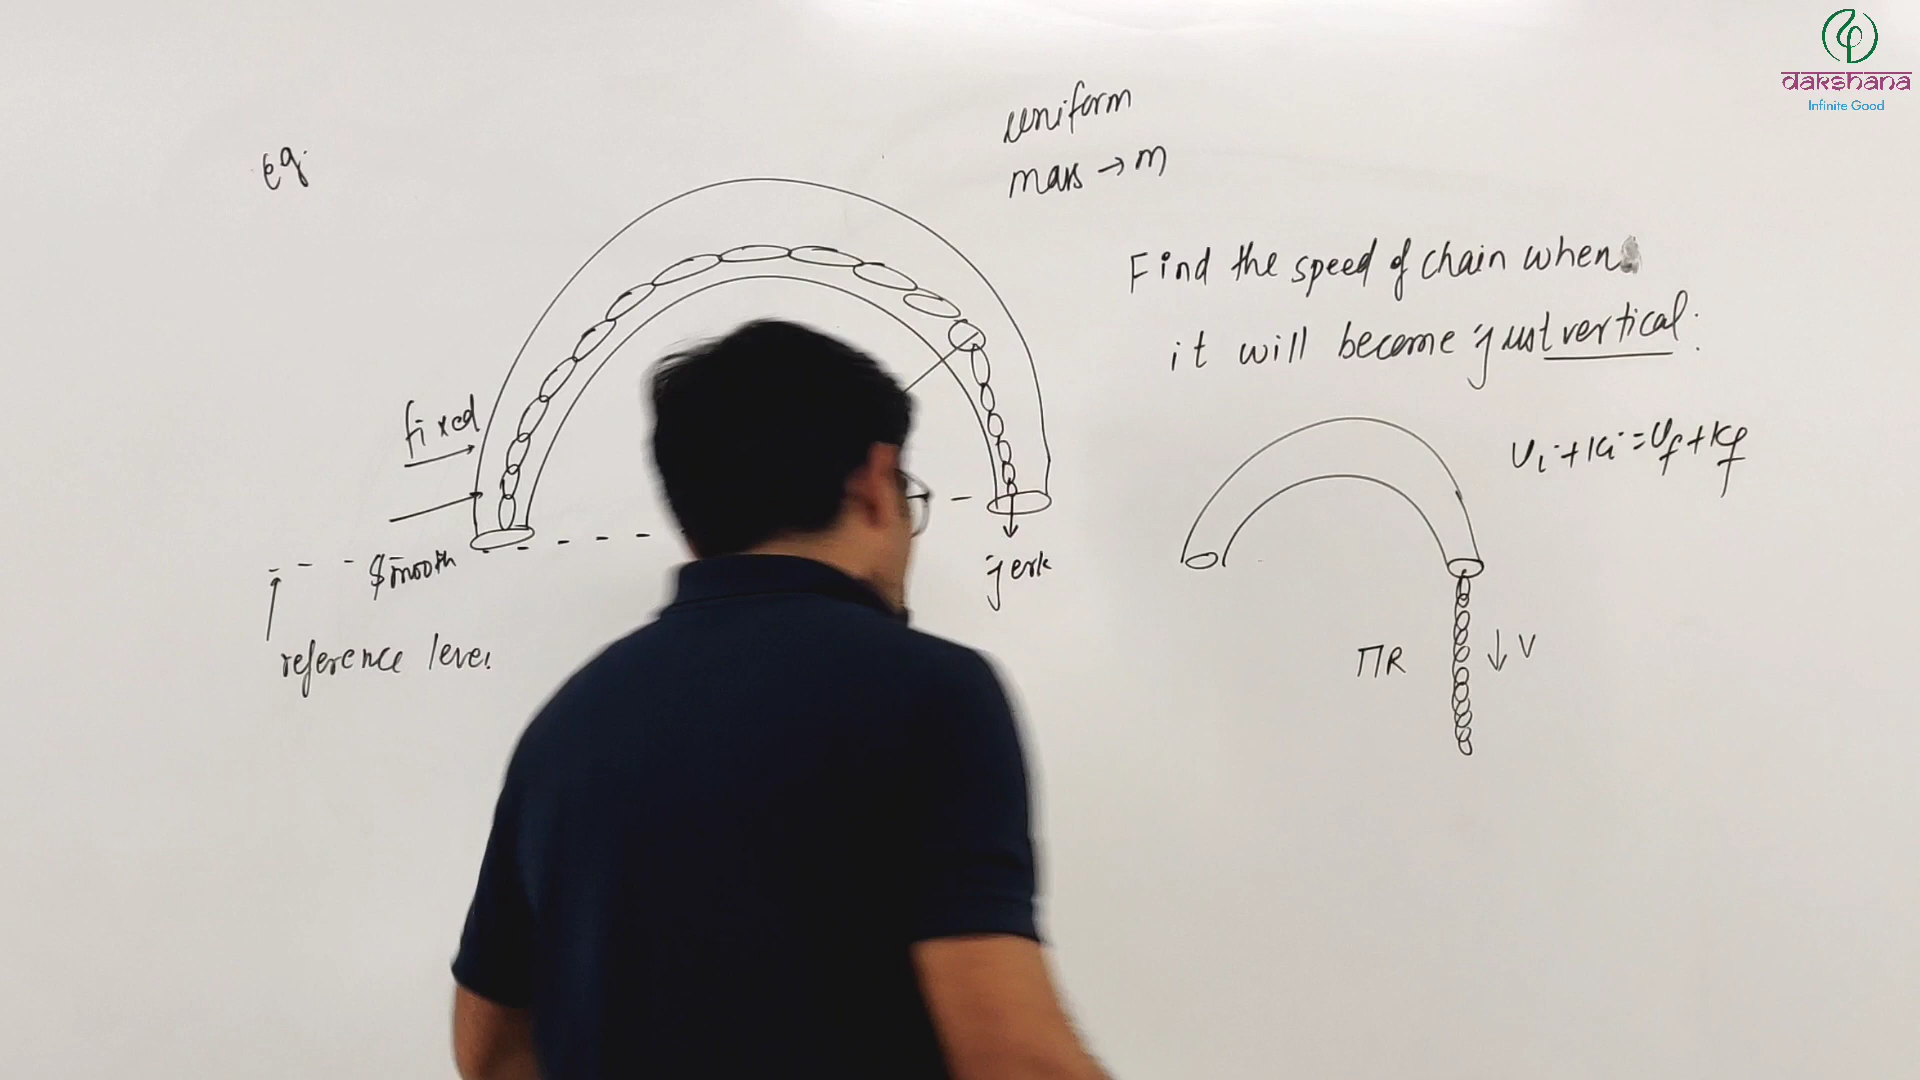 eg.
uniform
mass → m
Find the speed of chain when
it will become just vertical.
fixed
Ui + Ki = Uf + Kf
smooth
jerk
reference level
πR
↓ V
dakshana
Infinite Good